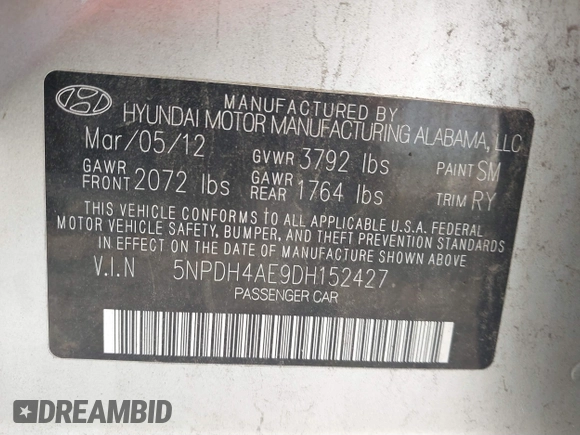 MANUFACTURED BY
HYUNDAI MOTOR MANUFACTURING ALABAMA, LLC
Mar/05/12 GVWR 3792 lbs PAINT SM
GAWR FRONT 2072 lbs GAWR REAR 1764 lbs TRIM RY
THIS VEHICLE CONFORMS TO ALL APPLICABLE U.S.A. FEDERAL
MOTOR VEHICLE SAFETY, BUMPER, AND THEFT PREVENTION STANDARDS
IN EFFECT ON THE DATE OF MANUFACTURE SHOWN ABOVE.
V.I.N 5NPDH4AE9DH152427
PASSENGER CAR
DREAMBID